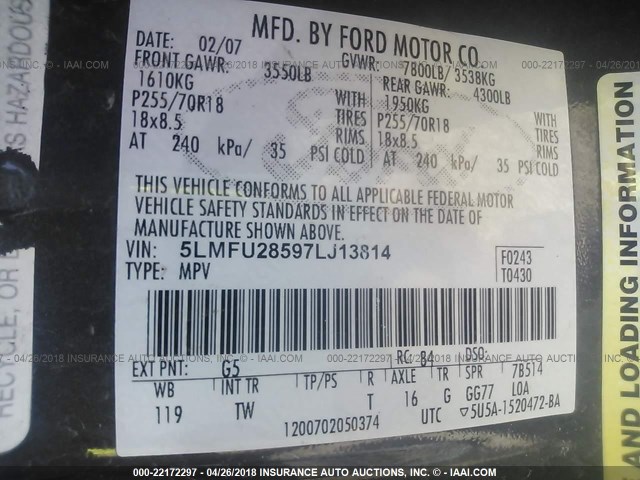 MFD. BY FORD MOTOR CO.
DATE: 02/07 GVWR: 7800LB/ 3538KG
FRONT GAWR: 3550LB REAR GAWR: 4300LB
1610KG WITH 1950KG WITH
P255/70R18 TIRES P255/70R18 TIRES
18x8.5 RIMS 18x8.5 RIMS
AT 240 kPa/ 35 PSI COLD AT 240 kPa/ 35 PSI COLD
THIS VEHICLE CONFORMS TO ALL APPLICABLE FEDERAL MOTOR
VEHICLE SAFETY STANDARDS IN EFFECT ON THE DATE OF
MANUFACTURE SHOWN ABOVE.
VIN: 5LMFU28597LJ13814 F0243
TYPE: MPV T0430
EXT PNT: G5 RC: 84 DSO:
WB INT TR TP/PS R AXLE TR SPR 7B514
119 TW T 16 G GG77 LOA
1200702050374 UTC ▽5U5A-1520472-BA
RECYCLE, OR
AS HAZARDOUS
AND LOADING INFORMATION
000-22172297 - 04/26/2018 INSURANCE AUTO AUCTIONS INC. - IAAI.COM